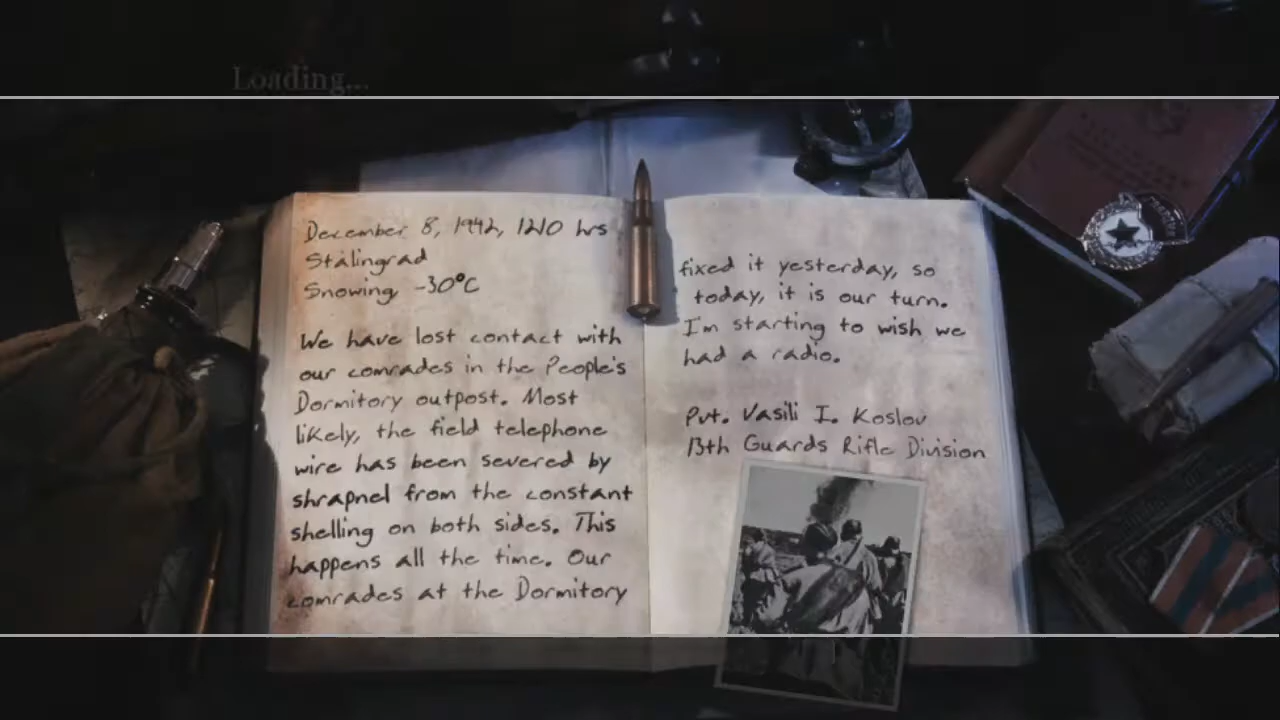 Loading...
December 8, 1942, 1210 hrs
Stalingrad
Snowing -30°C
We have lost contact with
our comrades in the People's
Dormitory outpost. Most
likely, the field telephone
wire has been severed by
shrapnel from the constant
shelling on both sides. This
happens all the time. Our
comrades at the Dormitory
fixed it yesterday, so
today, it is our turn.
I'm starting to wish we
had a radio.
Pvt. Vasili I. Koslov
13th Guards Rifle Division